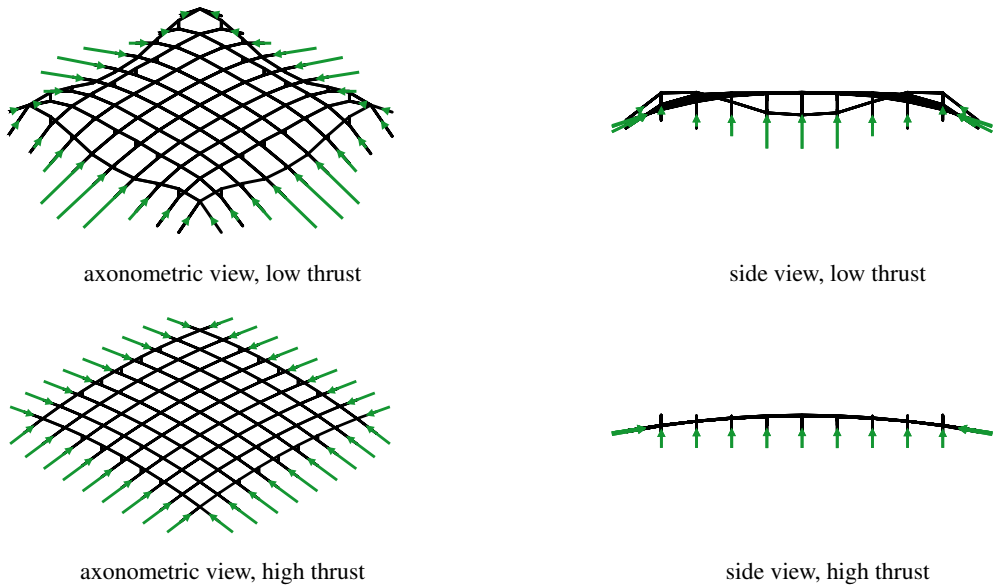 axonometric view, low thrust
side view, low thrust
axonometric view, high thrust
side view, high thrust